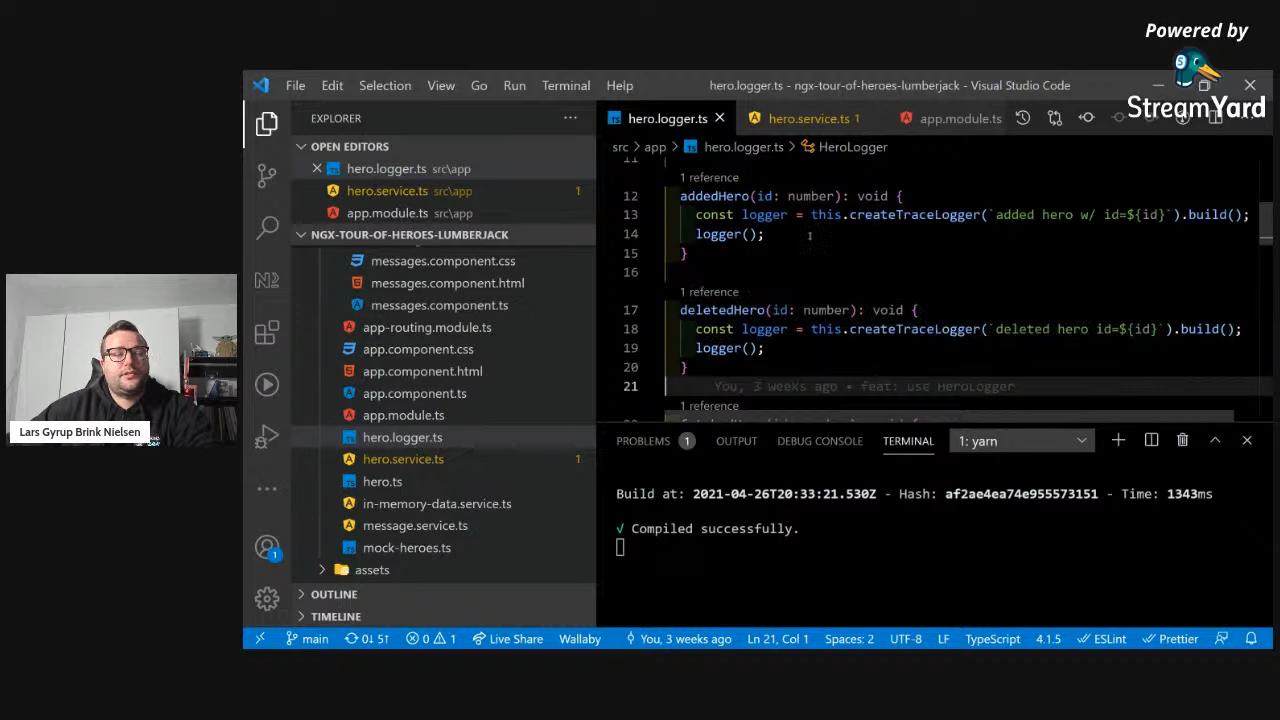 Powered by
StreamYard
File Edit Selection View Go Run Terminal Help
hero.logger.ts - ngx-tour-of-heroes-lumberjack - Visual Studio Code
EXPLORER
OPEN EDITORS
hero.logger.ts src\app
hero.service.ts src\app 1
app.module.ts src\app
NGX-TOUR-OF-HEROES-LUMBERJACK
messages.component.css
messages.component.html
messages.component.ts
app-routing.module.ts
app.component.css
app.component.html
app.component.ts
app.module.ts
hero.logger.ts
hero.service.ts 1
hero.ts
in-memory-data.service.ts
message.service.ts
mock-heroes.ts
assets
OUTLINE
TIMELINE
1
hero.logger.ts hero.service.ts 1 app.module.ts
src > app > hero.logger.ts > HeroLogger
11
1 reference
12 addedHero(id: number): void {
13 const logger = this.createTraceLogger(`added hero w/ id=${id}`).build();
14 logger();
15 }
16
1 reference
17 deletedHero(id: number): void {
18 const logger = this.createTraceLogger(`deleted hero id=${id}`).build();
19 logger();
20 }
21 You, 3 weeks ago • feat: use HeroLogger
1 reference
PROBLEMS 1 OUTPUT DEBUG CONSOLE TERMINAL 1: yarn
Build at: 2021-04-26T20:33:21.530Z - Hash: af2ae4ea74e955573151 - Time: 1343ms
√ Compiled successfully.
main 0↓ 5↑ 0 1 Live Share Wallaby You, 3 weeks ago Ln 21, Col 1 Spaces: 2 UTF-8 LF TypeScript 4.1.5 ESLint Prettier
Lars Gyrup Brink Nielsen